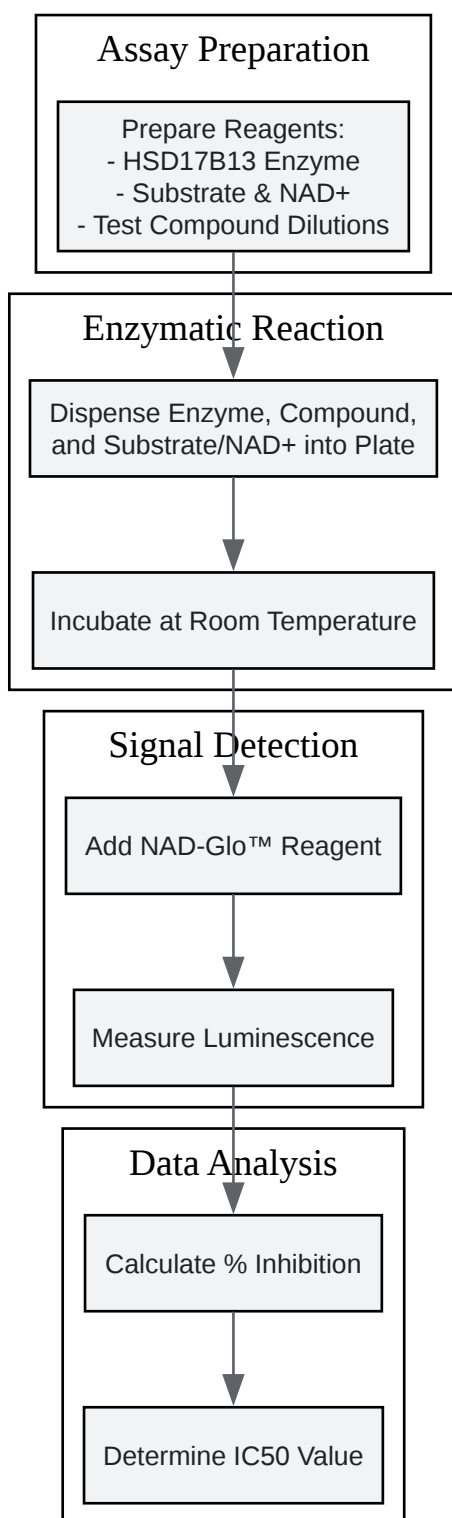 Assay Preparation
Prepare Reagents:
- HSD17B13 Enzyme
- Substrate & NAD+
- Test Compound Dilutions
Enzymatic Reaction
Dispense Enzyme, Compound,
and Substrate/NAD+ into Plate
Incubate at Room Temperature
Signal Detection
Add NAD-Glo™ Reagent
Measure Luminescence
Data Analysis
Calculate % Inhibition
Determine IC50 Value